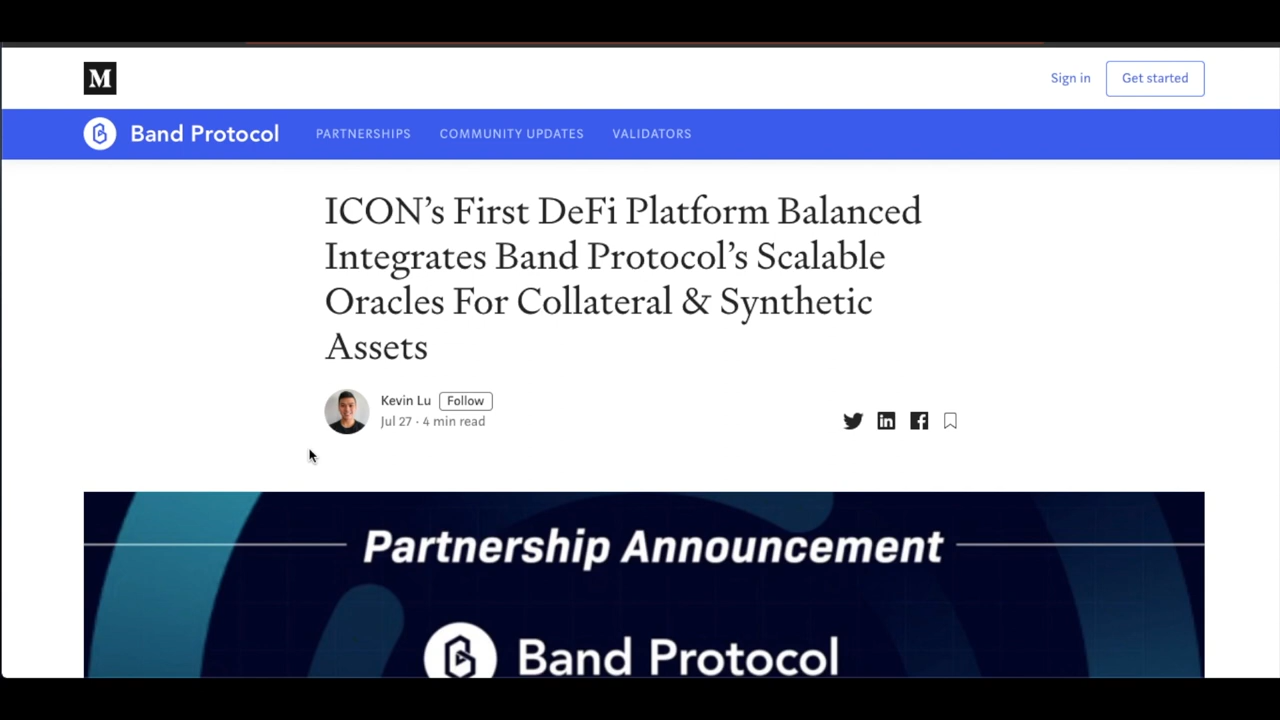 M
Sign in
Get started
Band Protocol
PARTNERSHIPS
COMMUNITY UPDATES
VALIDATORS
ICON’s First DeFi Platform Balanced
Integrates Band Protocol’s Scalable
Oracles For Collateral & Synthetic
Assets
Kevin Lu
Follow
Jul 27 · 4 min read
Partnership Announcement
Band Protocol